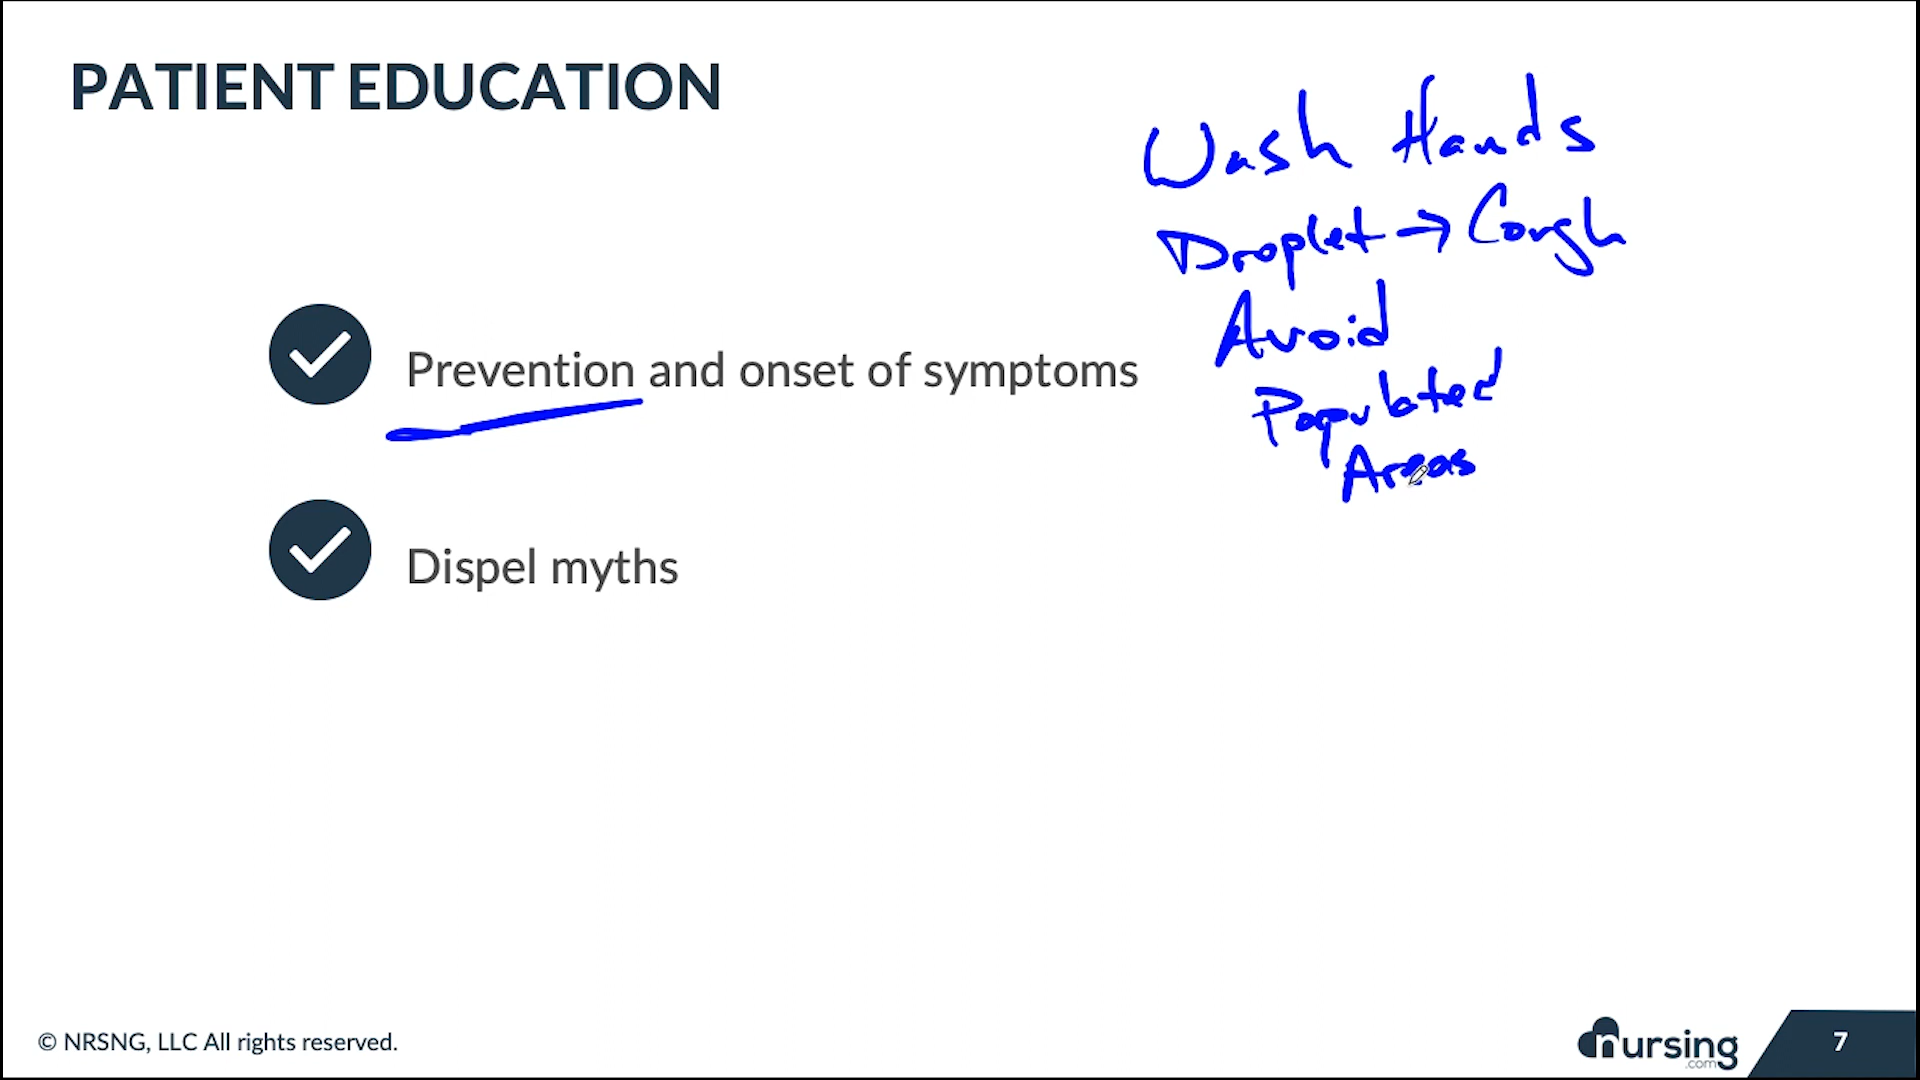 PATIENT EDUCATION
Wash Hands
Droplet → Cough
Avoid
Populated
Areas
Prevention and onset of symptoms
Dispel myths
© NRSNG, LLC All rights reserved.
nursing
.com
7